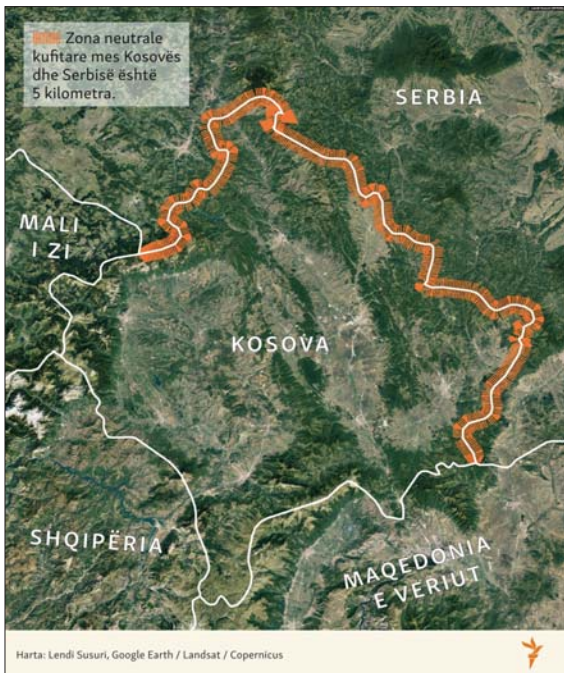 Zona neutrale
kufitare mes Kosovës
dhe Serbisë është
5 kilometra.
SERBIA
MALI
I ZI
KOSOVA
SHQIPËRIA
MAQEDONIA
E VERIUT
Harta: Lendi Susuri, Google Earth / Landsat / Copernicus